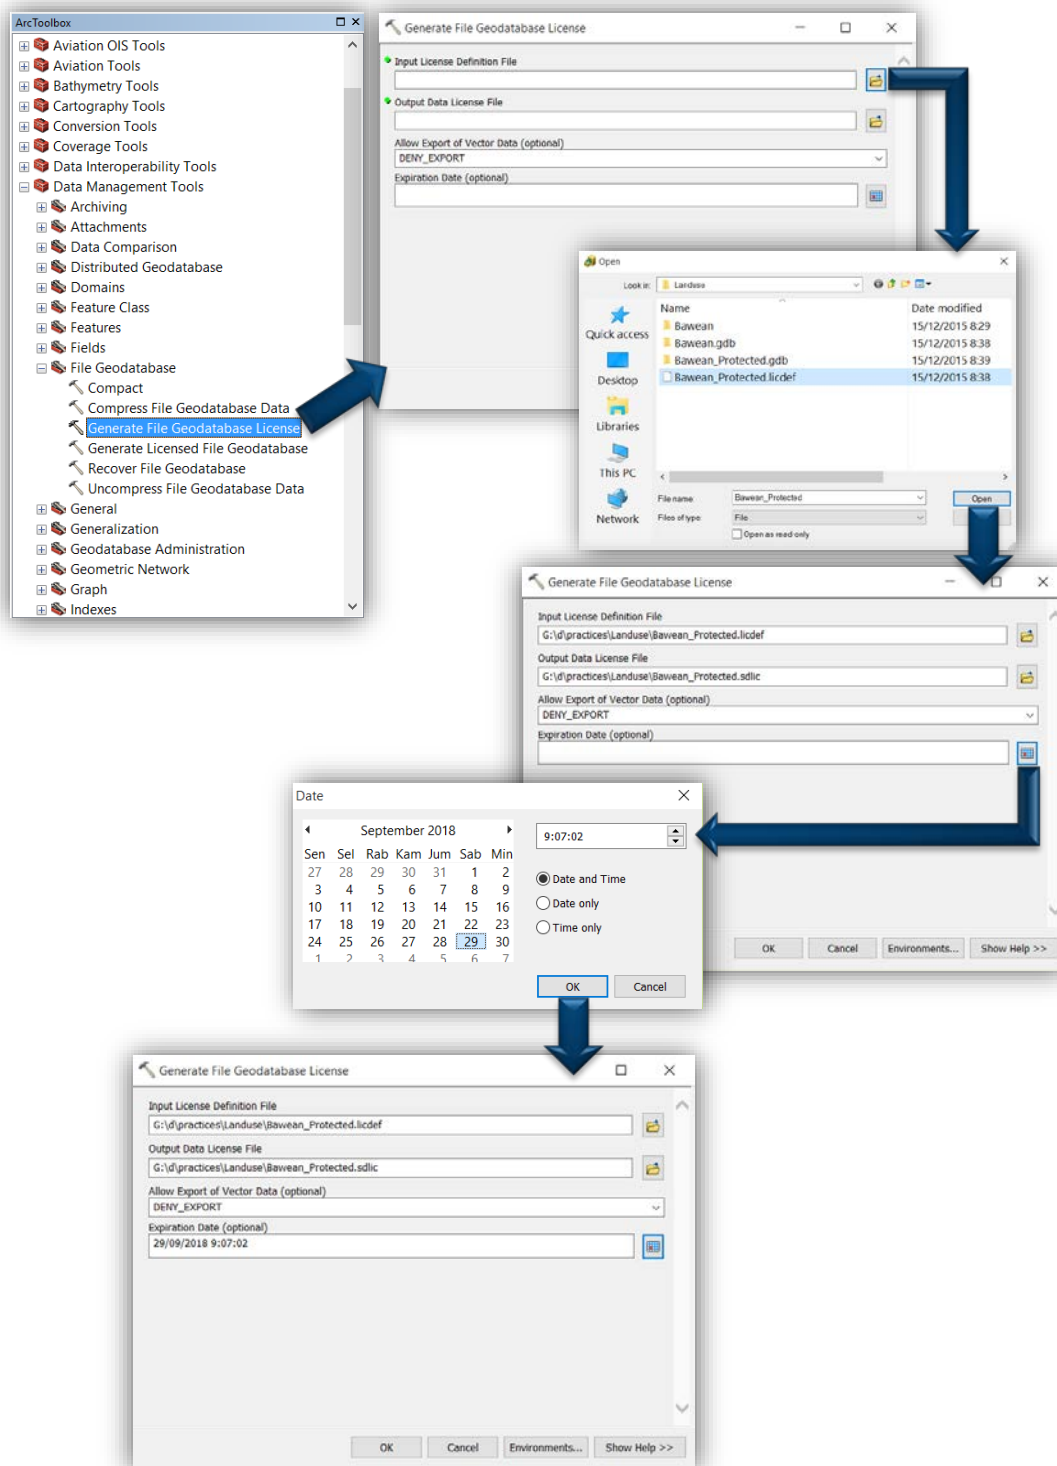 ArcToolbox
Aviation OIS Tools
Aviation Tools
Bathymetry Tools
Cartography Tools
Conversion Tools
Coverage Tools
Data Interoperability Tools
Data Management Tools
Archiving
Attachments
Data Comparison
Distributed Geodatabase
Domains
Feature Class
Features
Fields
File Geodatabase
Compact
Compress File Geodatabase Data
Generate File Geodatabase License
Generate Licensed File Geodatabase
Recover File Geodatabase
Uncompress File Geodatabase Data
General
Generalization
Geodatabase Administration
Geometric Network
Graph
Indexes
Generate File Geodatabase License
Input License Definition File
Output Data License File
Allow Export of Vector Data (optional)
DENY_EXPORT
Expiration Date (optional)
Open
Look in: Landuse
Name Date modified
Bawean 15/12/2015 8:29
Bawean.gdb 15/12/2015 8:38
Bawean_Protected.gdb 15/12/2015 8:39
Bawean_Protected.licdef 15/12/2015 8:38
Quick access
Desktop
Libraries
This PC
Network
File name: Bawean_Protected Open
Files of type: File
Open as read only
Generate File Geodatabase License
Input License Definition File
G:\d\practices\Landuse\Bawean_Protected.licdef
Output Data License File
G:\d\practices\Landuse\Bawean_Protected.sdlic
Allow Export of Vector Data (optional)
DENY_EXPORT
Expiration Date (optional)
OK Cancel Environments... Show Help >>
Date
September 2018
Sen Sel Rab Kam Jum Sab Min
27 28 29 30 31 1 2
3 4 5 6 7 8 9
10 11 12 13 14 15 16
17 18 19 20 21 22 23
24 25 26 27 28 29 30
1 2 3 4 5 6 7
9:07:02
Date and Time
Date only
Time only
OK Cancel
Generate File Geodatabase License
Input License Definition File
G:\d\practices\Landuse\Bawean_Protected.licdef
Output Data License File
G:\d\practices\Landuse\Bawean_Protected.sdlic
Allow Export of Vector Data (optional)
DENY_EXPORT
Expiration Date (optional)
29/09/2018 9:07:02
OK Cancel Environments... Show Help >>